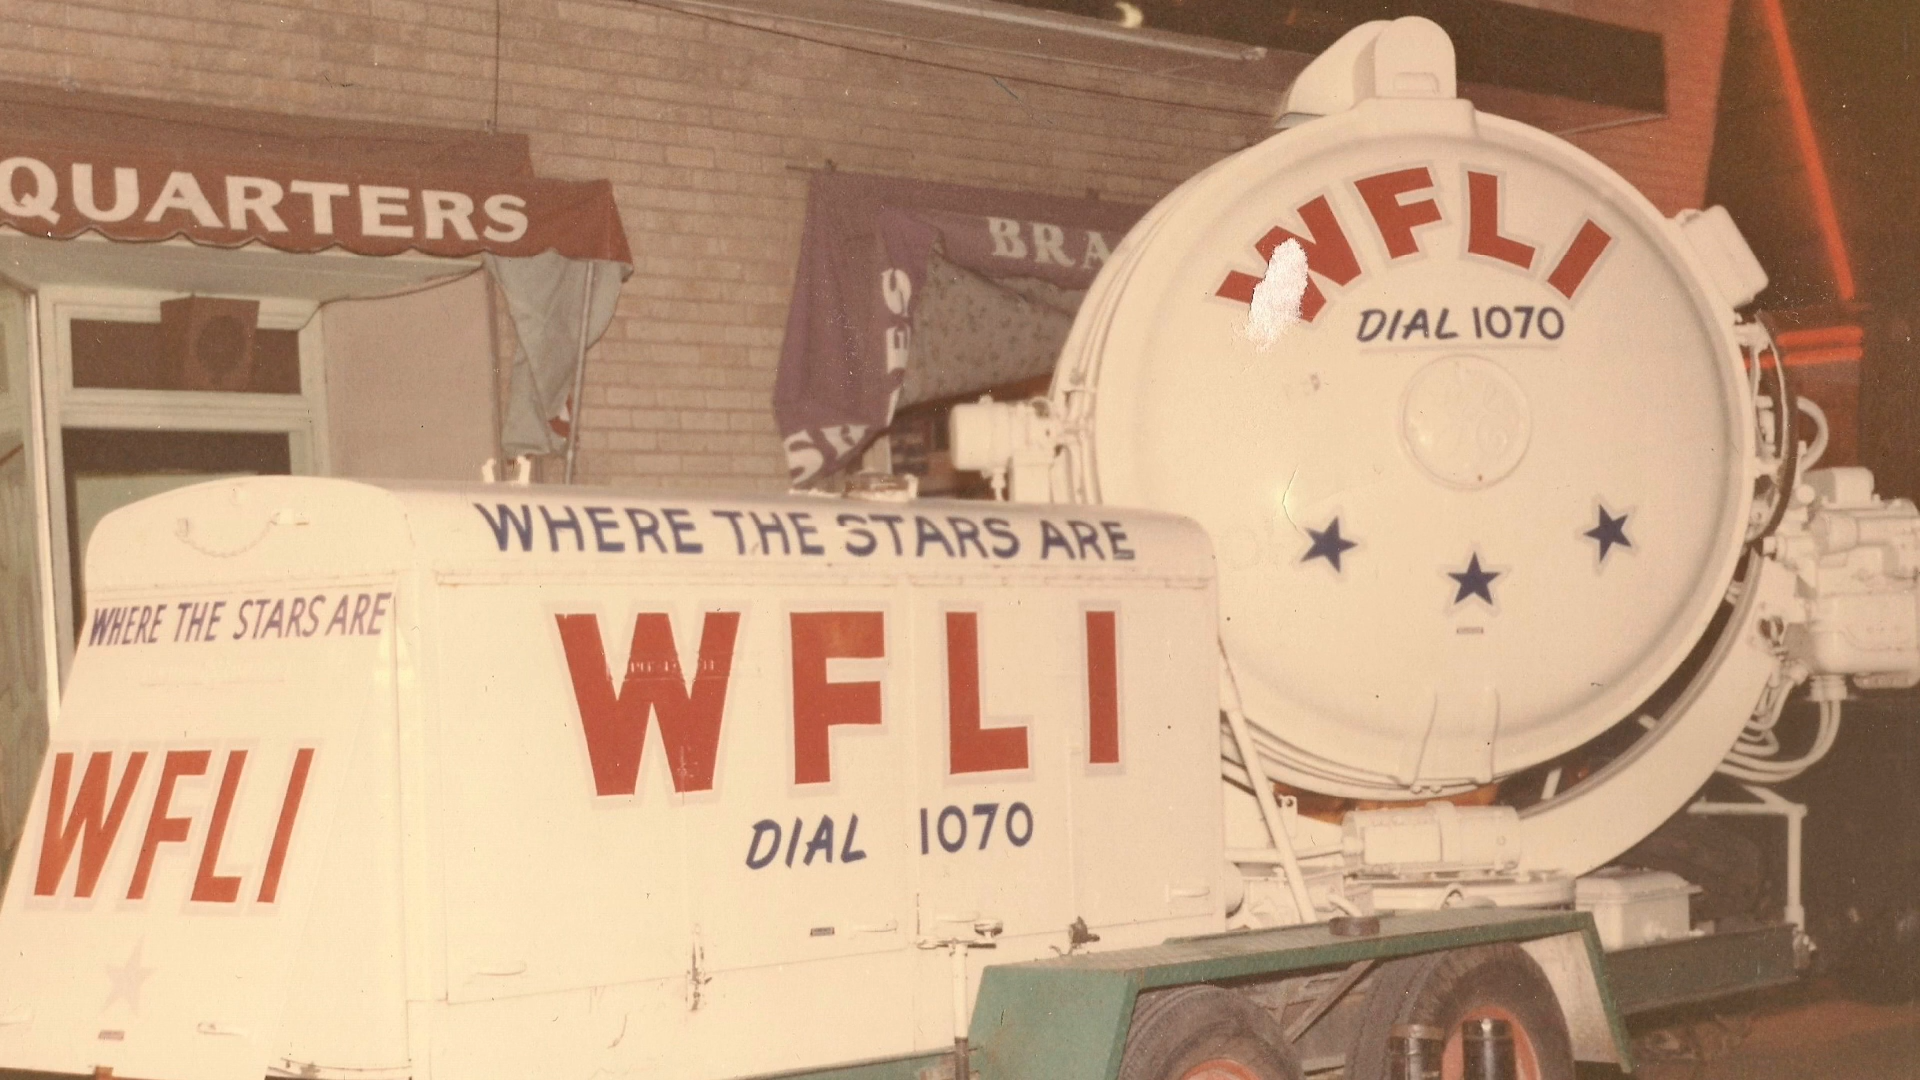 QUARTERS
BRA
WFLI
DIAL 1070
WHERE THE STARS ARE
WFLI
DIAL 1070
WHERE THE STARS ARE
WFLI